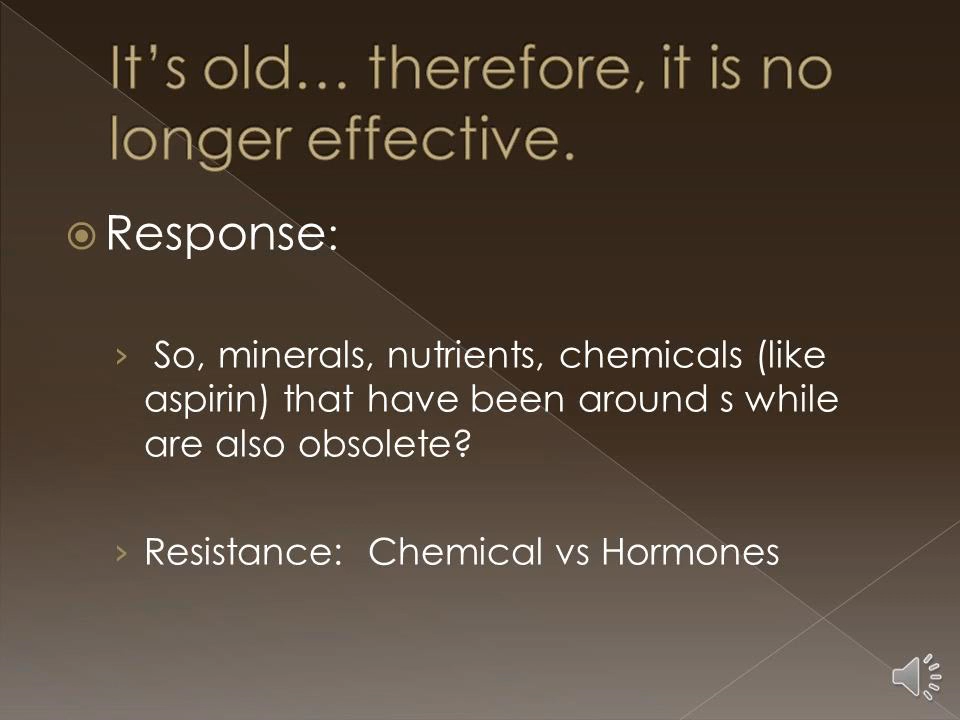 It's old… therefore, it is no
longer effective.
Response:
So, minerals, nutrients, chemicals (like
aspirin) that have been around s while
are also obsolete?
Resistance: Chemical vs Hormones